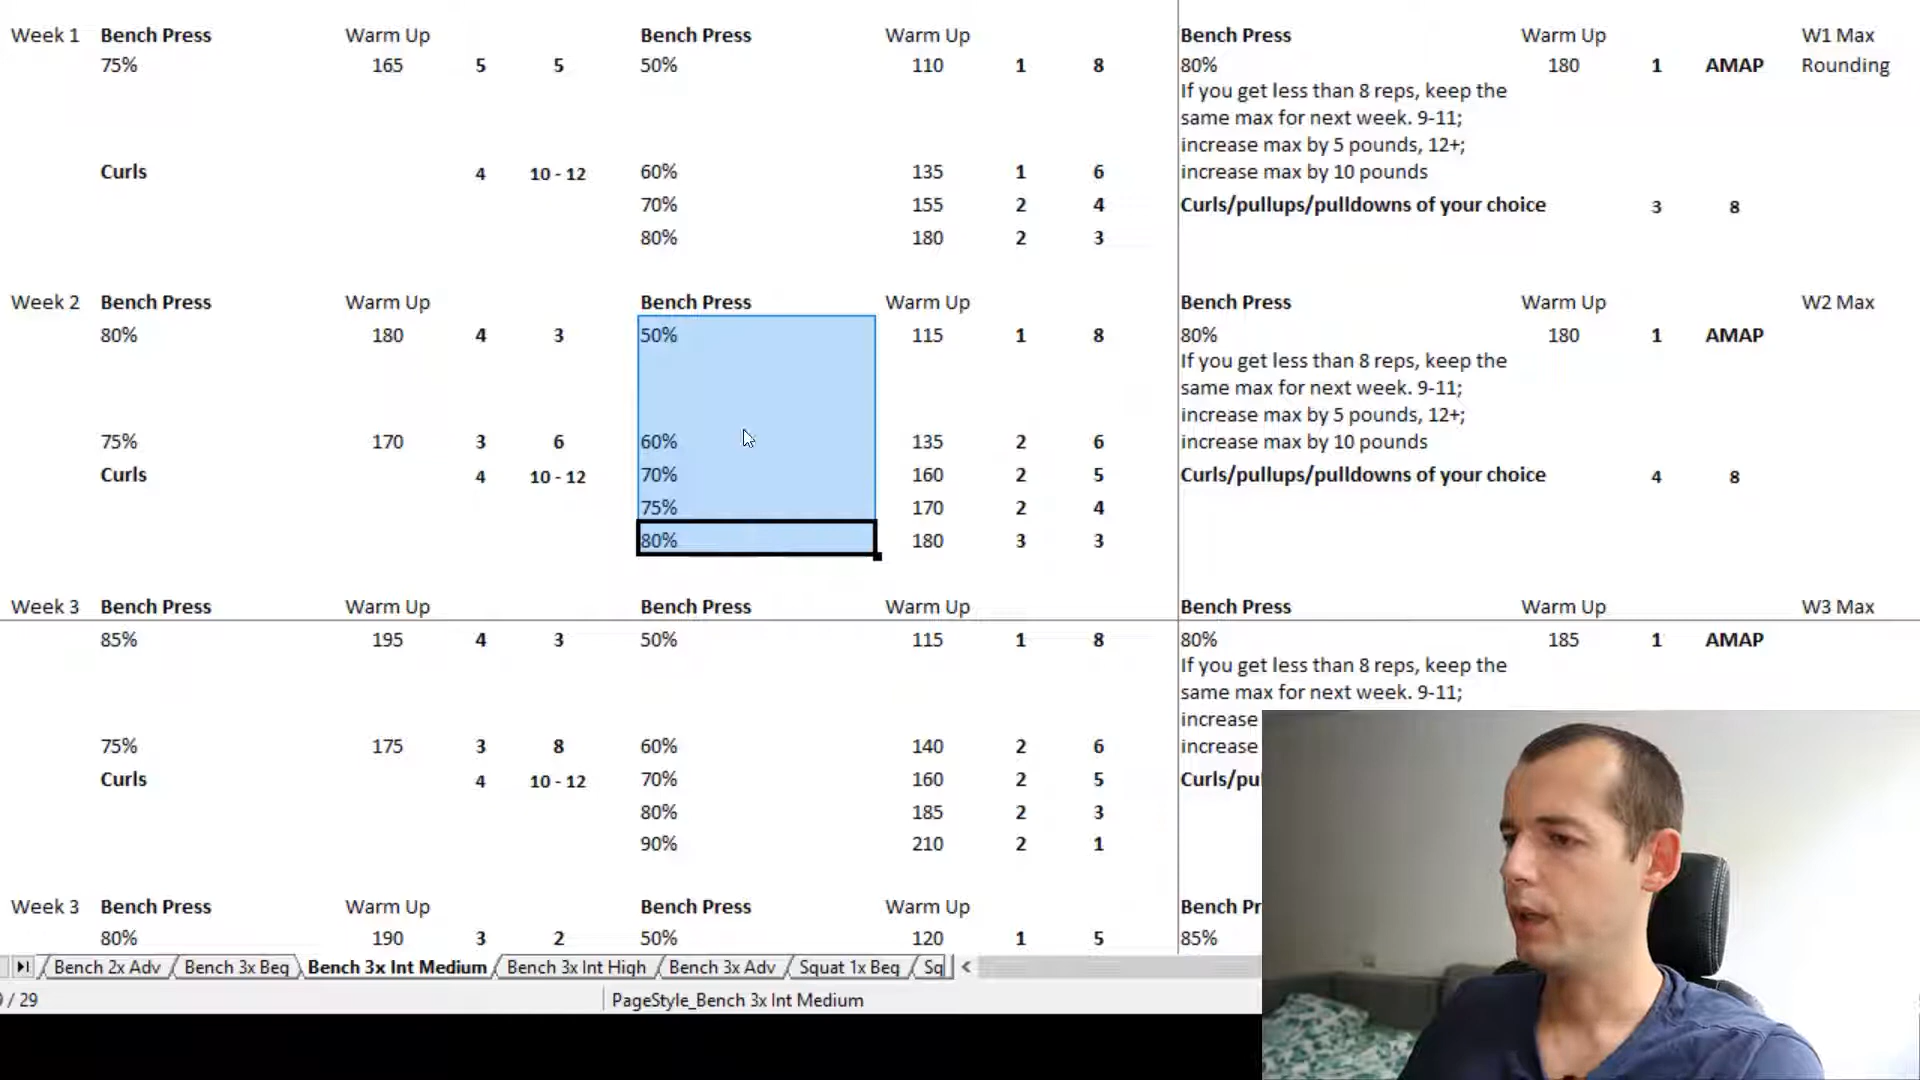 Week 1 Bench Press Warm Up Bench Press Warm Up Bench Press Warm Up W1 Max
75% 165 5 5 50% 110 1 8 80% 180 1 AMAP Rounding
If you get less than 8 reps, keep the
same max for next week. 9-11;
increase max by 5 pounds, 12+;
Curls 4 10 - 12 60% 135 1 6 increase max by 10 pounds
70% 155 2 4 Curls/pullups/pulldowns of your choice 3 8
80% 180 2 3
Week 2 Bench Press Warm Up Bench Press Warm Up Bench Press Warm Up W2 Max
80% 180 4 3 50% 115 1 8 80% 180 1 AMAP
If you get less than 8 reps, keep the
same max for next week. 9-11;
increase max by 5 pounds, 12+;
75% 170 3 6 60% 135 2 6 increase max by 10 pounds
Curls 4 10 - 12 70% 160 2 5 Curls/pullups/pulldowns of your choice 4 8
75% 170 2 4
80% 180 3 3
Week 3 Bench Press Warm Up Bench Press Warm Up Bench Press Warm Up W3 Max
85% 195 4 3 50% 115 1 8 80% 185 1 AMAP
If you get less than 8 reps, keep the
same max for next week. 9-11;
increase
75% 175 3 8 60% 140 2 6 increase
Curls 4 10 - 12 70% 160 2 5 Curls/pu
80% 185 2 3
90% 210 2 1
Week 3 Bench Press Warm Up Bench Press Warm Up Bench Pr
80% 190 3 2 50% 120 1 5 85%
Bench 2x Adv Bench 3x Beg Bench 3x Int Medium Bench 3x Int High Bench 3x Adv Squat 1x Beg Sq
/ 29 PageStyle_Bench 3x Int Medium